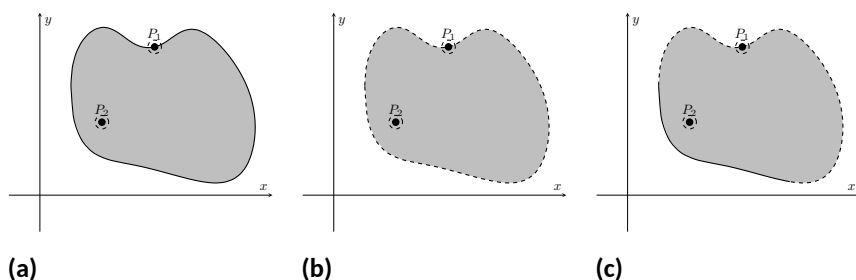 y y y
P₁ P₁ P₁
P₂ P₂ P₂
x x x
(a) (b) (c)